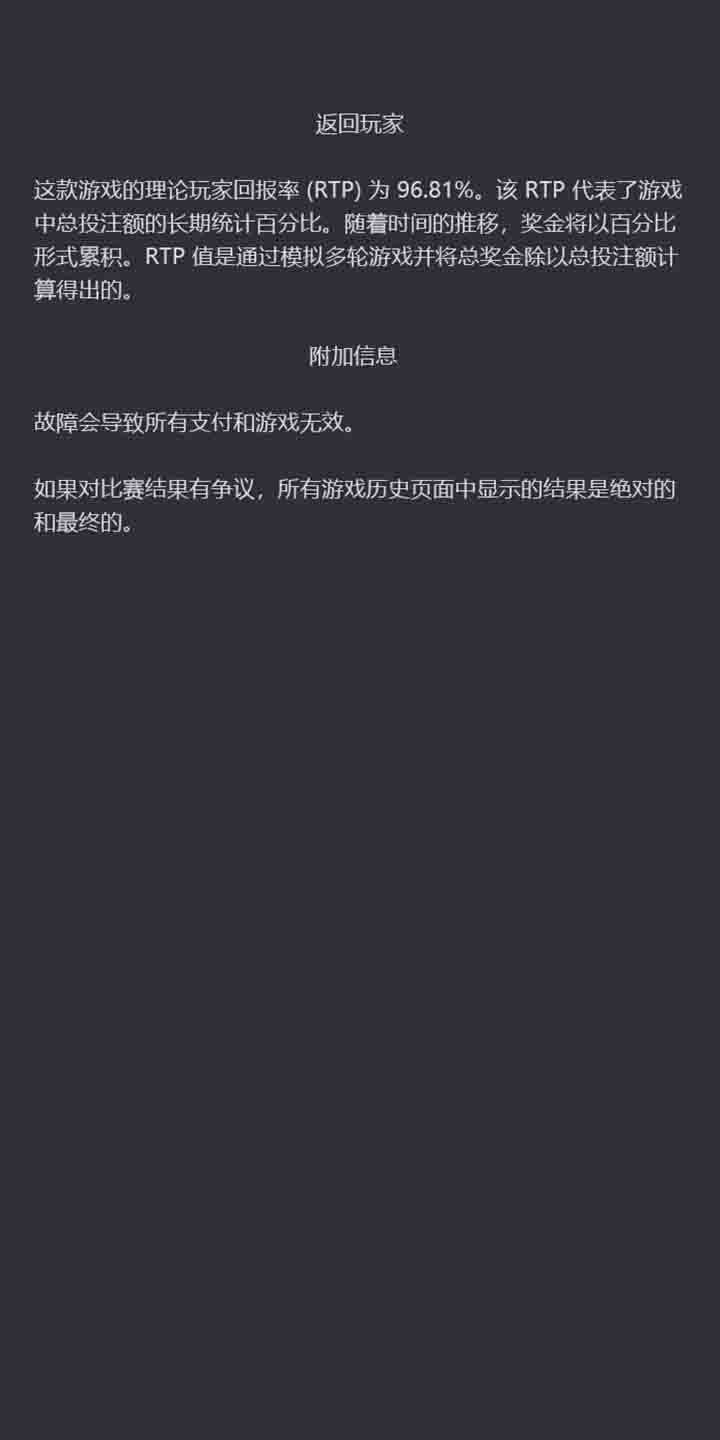 返回玩家
这款游戏的理论玩家回报率 (RTP) 为 96.81%。该 RTP 代表了游戏
中总投注额的长期统计百分比。随着时间的推移，奖金将以百分比
形式累积。RTP 值是通过模拟多轮游戏并将总奖金除以总投注额计
算得出的。
附加信息
故障会导致所有支付和游戏无效。
如果对比赛结果有争议，所有游戏历史页面中显示的结果是绝对的
和最终的。